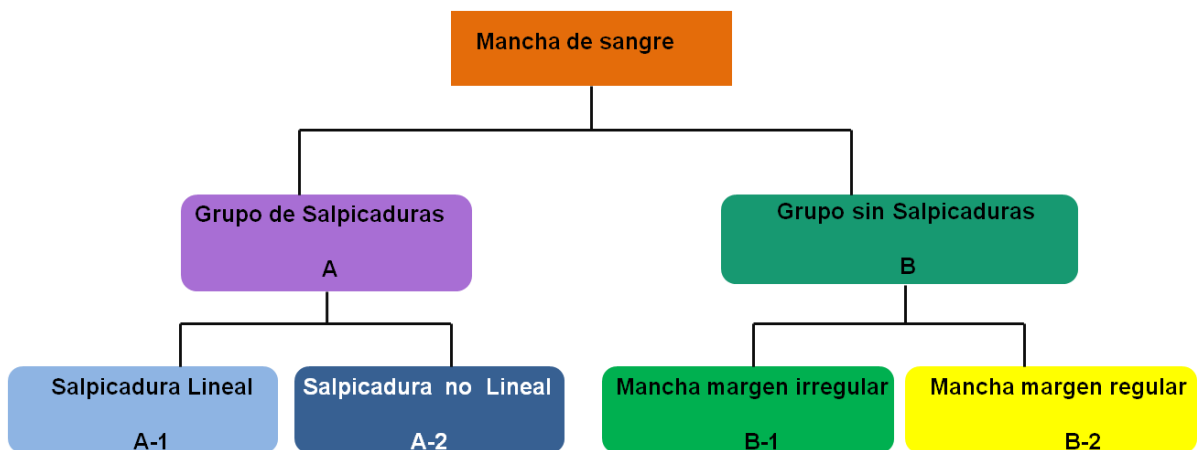 Mancha de sangre
Grupo de Salpicaduras
A
Grupo sin Salpicaduras
B
Salpicadura Lineal
A-1
Salpicadura no Lineal
A-2
Mancha margen irregular
B-1
Mancha margen regular
B-2